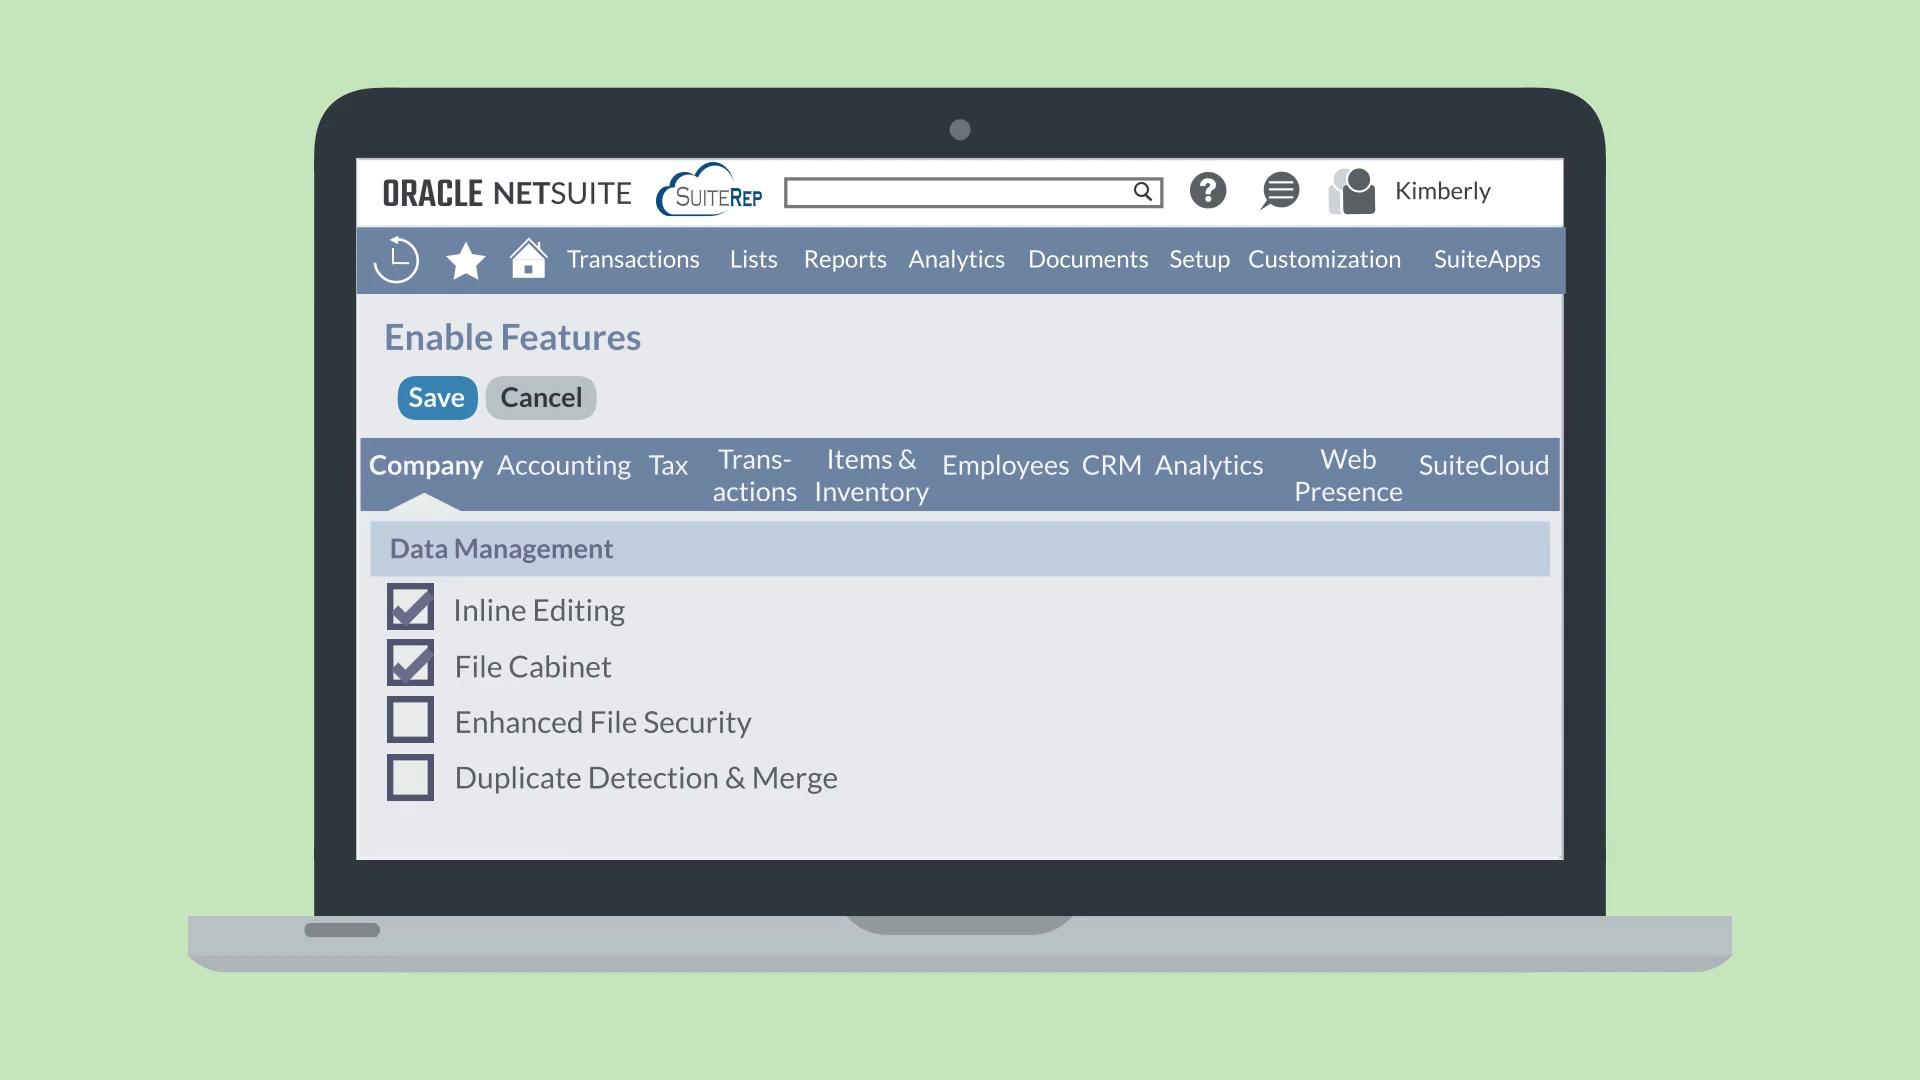 ORACLE NETSUITE SUITEREP Kimberly
Transactions Lists Reports Analytics Documents Setup Customization SuiteApps
Enable Features
Save Cancel
Company Accounting Tax Trans-
actions Items &
Inventory Employees CRM Analytics Web
Presence SuiteCloud
Data Management
Inline Editing
File Cabinet
Enhanced File Security
Duplicate Detection & Merge